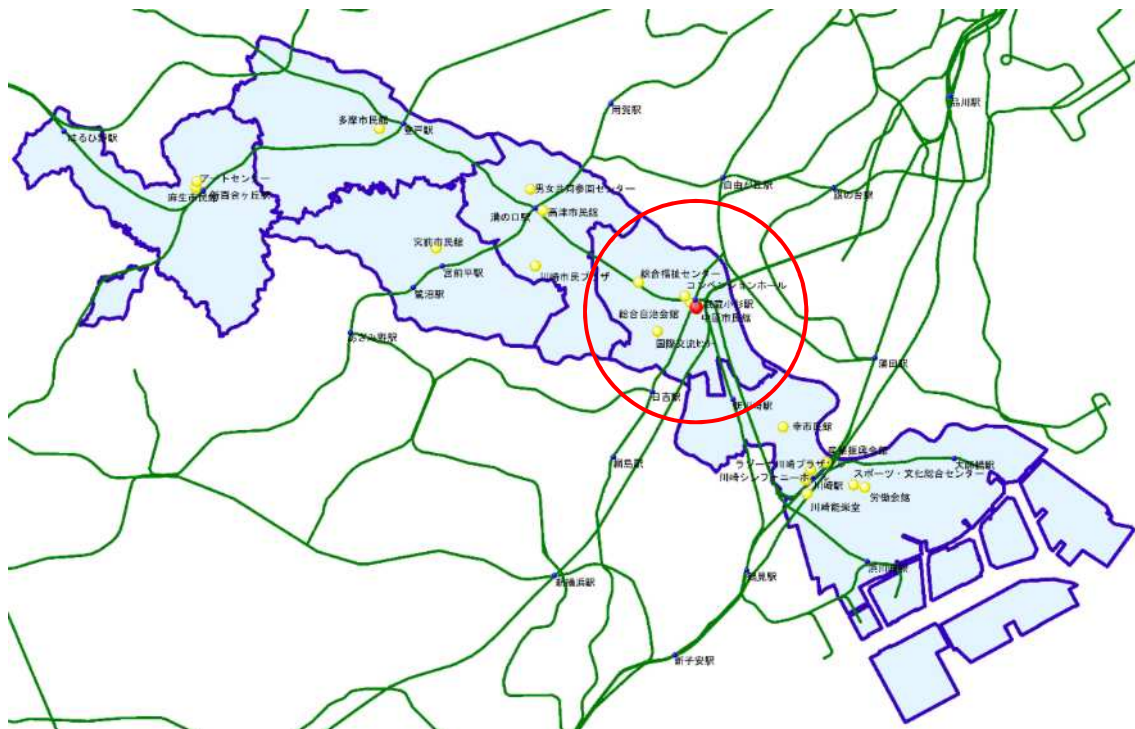 用賀駅
品川駅
多摩市民館
登戸駅
はるひ野駅
アートセンター
新百合ヶ丘駅
麻生市民館
男女共同参画センター
自由が丘駅
旗の台駅
溝の口駅
高津市民館
宮前市民館
宮前平駅
川崎市民プラザ
総合福祉センター
コンベンションホール
鷺沼駅
武蔵小杉駅
総合自治会館
中原市民館
あざみ野駅
国際交流センター
蒲田駅
日吉駅
新川崎駅
幸市民館
産業振興会館
綱島駅
ラゾーナ川崎プラザソル
大師橋駅
川崎シンフォニーホール
スポーツ・文化総合センター
川崎駅
労働会館
川崎能楽堂
浜川崎駅
新横浜駅
鶴見駅
新子安駅